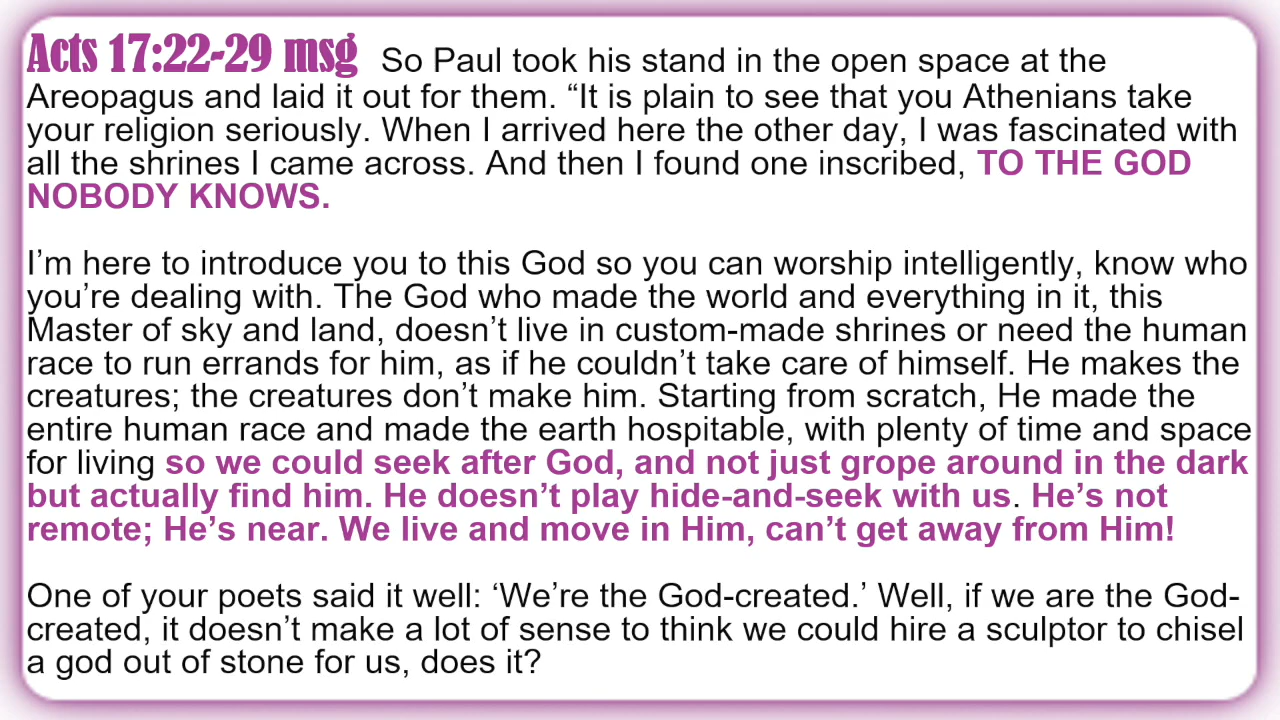 Acts 17:22-29 msg So Paul took his stand in the open space at the
Areopagus and laid it out for them. “It is plain to see that you Athenians take
your religion seriously. When I arrived here the other day, I was fascinated with
all the shrines I came across. And then I found one inscribed, TO THE GOD
NOBODY KNOWS.
I’m here to introduce you to this God so you can worship intelligently, know who
you’re dealing with. The God who made the world and everything in it, this
Master of sky and land, doesn’t live in custom-made shrines or need the human
race to run errands for him, as if he couldn’t take care of himself. He makes the
creatures; the creatures don’t make him. Starting from scratch, He made the
entire human race and made the earth hospitable, with plenty of time and space
for living so we could seek after God, and not just grope around in the dark
but actually find him. He doesn’t play hide-and-seek with us. He’s not
remote; He’s near. We live and move in Him, can’t get away from Him!
One of your poets said it well: ‘We’re the God-created.’ Well, if we are the God-
created, it doesn’t make a lot of sense to think we could hire a sculptor to chisel
a god out of stone for us, does it?